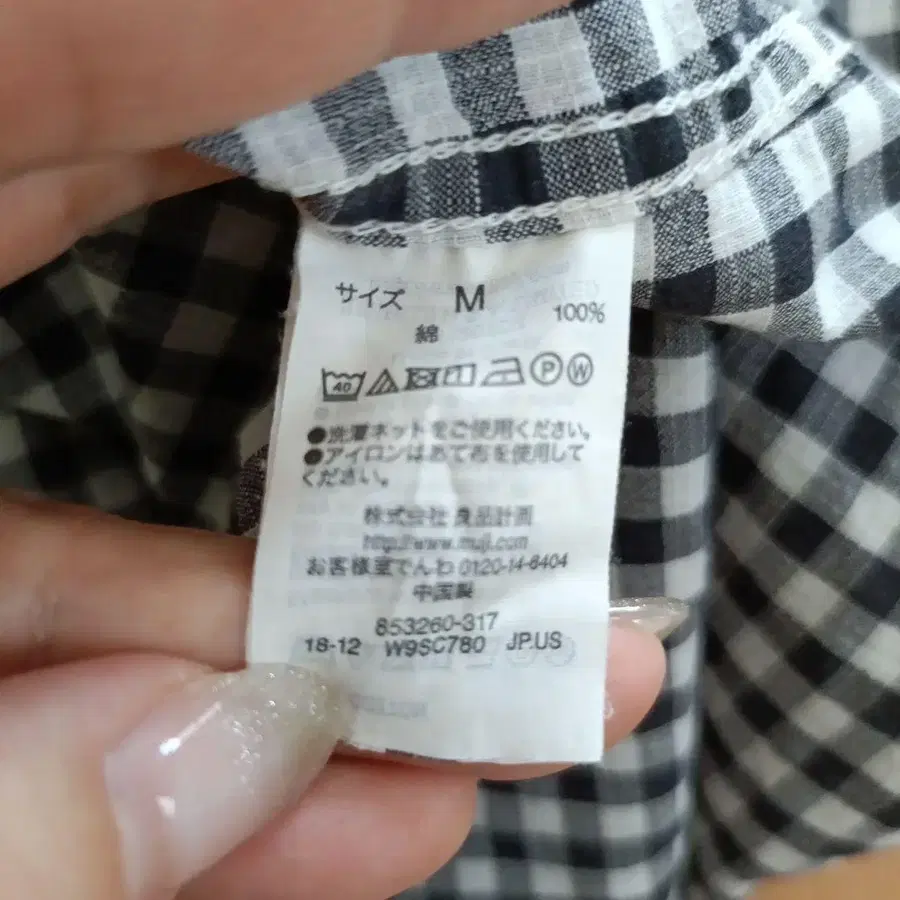 サイズ M
綿 100%
40 P W
●洗濯ネットをご使用ください。
●アイロンはあて布を使用して
ください。
株式会社 良品計画
http://www.muji.com
お客様室でんわ 0120-14-6404
中国製
853260-317
18-12 W9SC780 JP.US